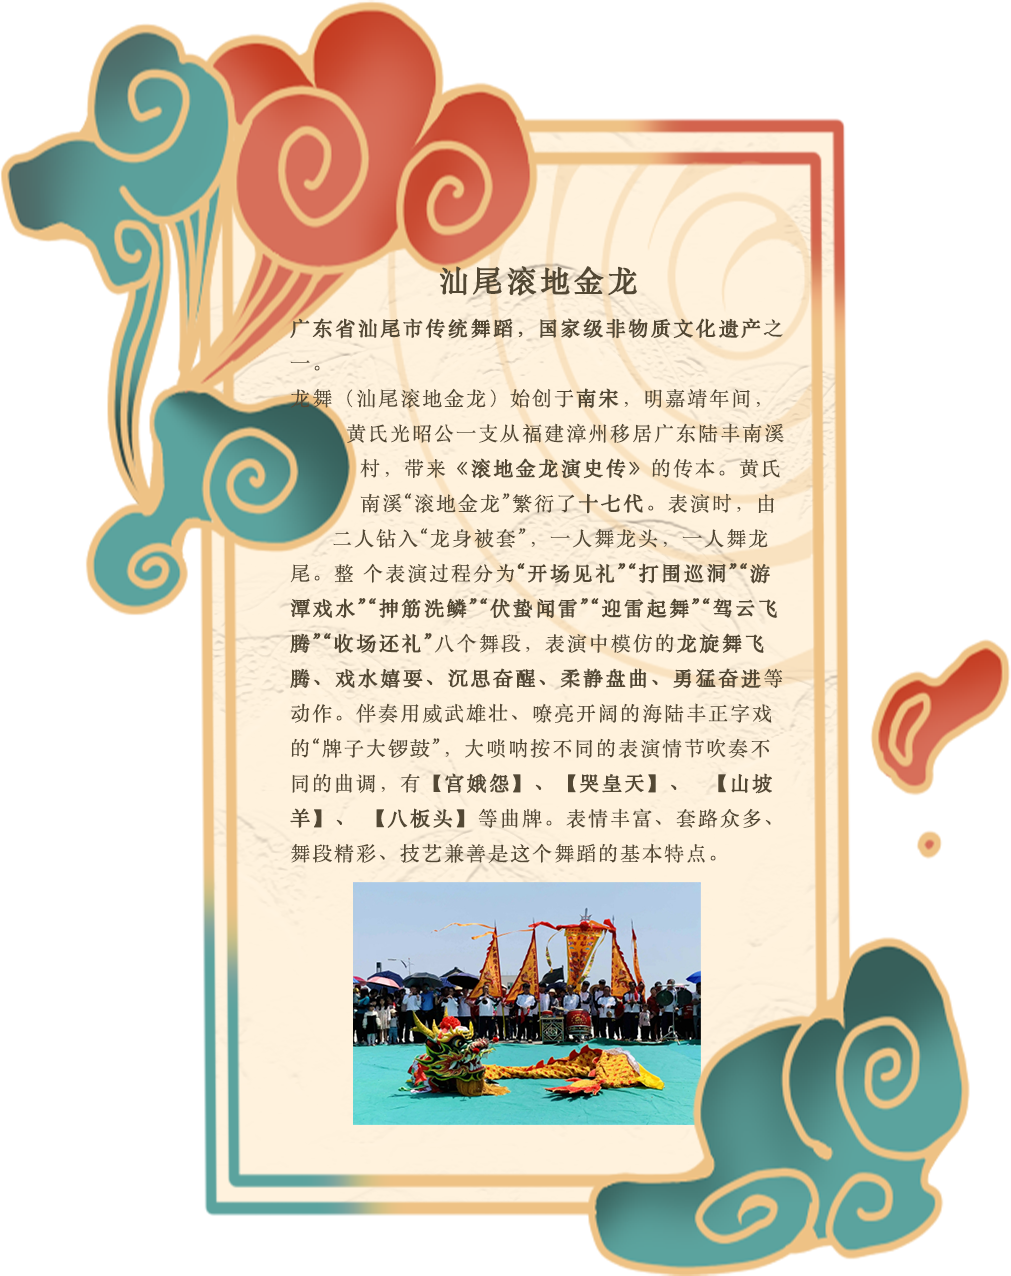 汕尾滚地金龙
广东省汕尾市传统舞蹈，国家级非物质文化遗产之
一。
龙舞（汕尾滚地金龙）始创于南宋，明嘉靖年间，
黄氏光昭公一支从福建漳州移居广东陆丰南溪
村，带来《滚地金龙演史传》的传本。黄氏
南溪“滚地金龙”繁衍了十七代。表演时，由
二人钻入“龙身被套”，一人舞龙头，一人舞龙
尾。整 个表演过程分为“开场见礼”“打围巡洞”“游
潭戏水”“抻筋洗鳞”“伏蛰闻雷”“迎雷起舞”“驾云飞
腾”“收场还礼”八个舞段，表演中模仿的龙旋舞飞
腾、戏水嬉耍、沉思奋醒、柔静盘曲、勇猛奋进等
动作。伴奏用威武雄壮、嘹亮开阔的海陆丰正字戏
的“牌子大锣鼓”，大唢呐按不同的表演情节吹奏不
同的曲调，有【宫娥怨】、【哭皇天】、 【山坡
羊】、 【八板头】等曲牌。表情丰富、套路众多、
舞段精彩、技艺兼善是这个舞蹈的基本特点。